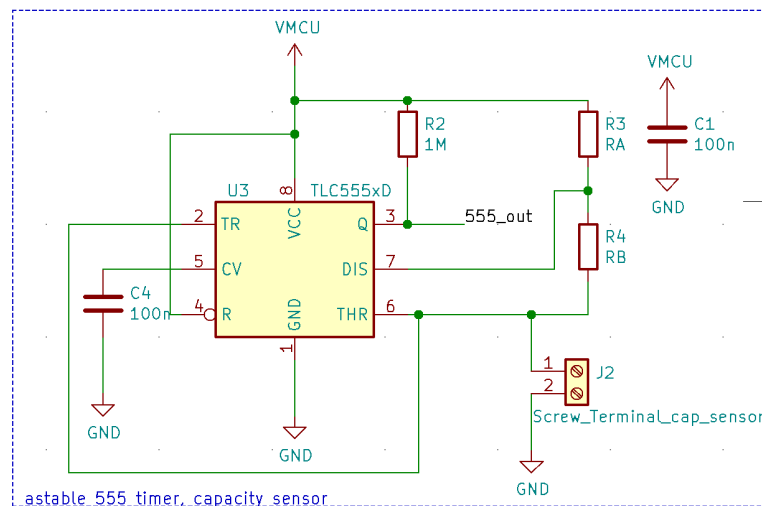 VMCU
VMCU
R2
1M
R3
RA
C1
100n
GND
U3
TLC555xD
8
VCC
2
TR
3
Q
555_out
R4
RB
5
CV
7
DIS
C4
100n
4
R
GND
6
THR
1
GND
GND
1
2
J2
Screw_Terminal_cap_sensor
GND
astable 555 timer, capacity sensor